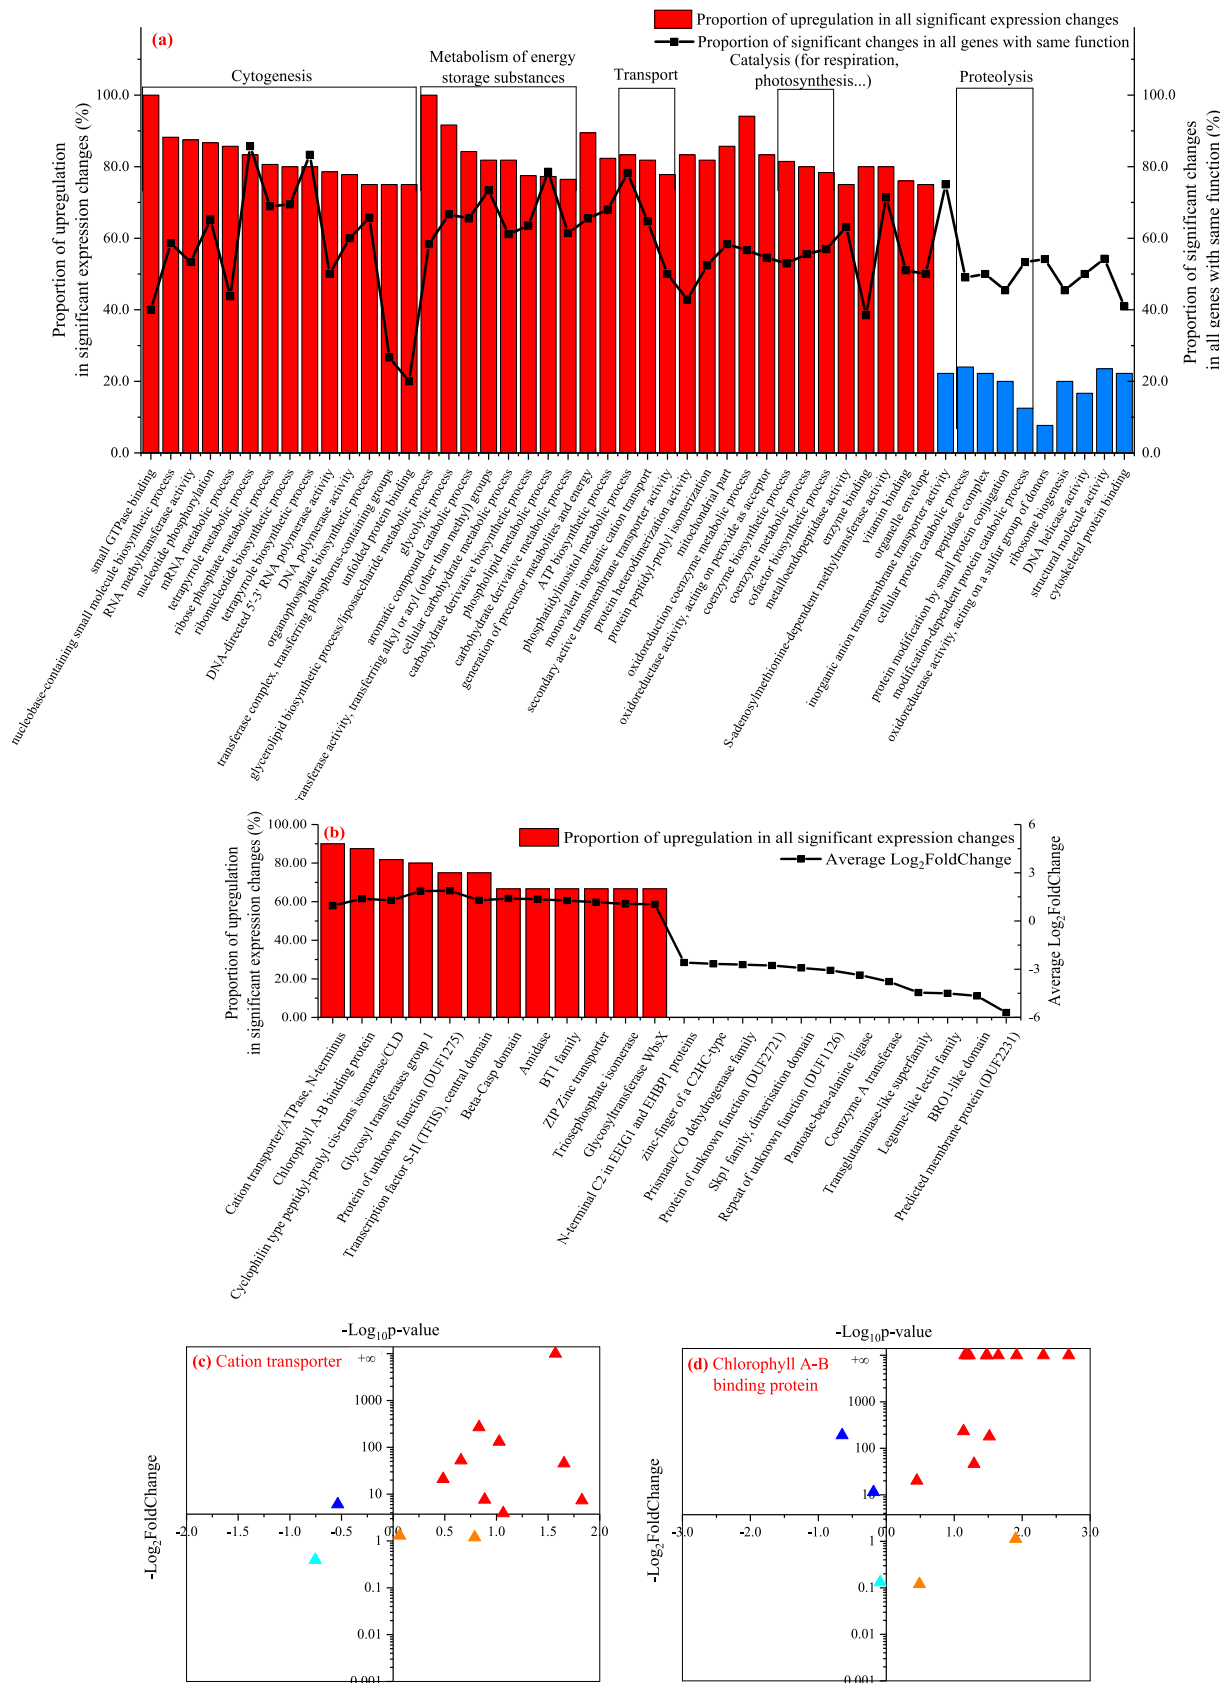 Proportion of upregulation in all significant expression changes
Proportion of significant changes in all genes with same function
(a)
Cytogenesis
Metabolism of energy
storage substances
Transport
Catalysis (for respiration,
photosynthesis...)
Proteolysis
Proportion of upregulation
in significant expression changes (%)
100.0
80.0
60.0
40.0
20.0
0.0
Proportion of significant changes
in all genes with same function (%)
100.0
80.0
60.0
40.0
20.0
0.0
small GTPase binding
nucleobase-containing small molecule biosynthetic process
RNA methyltransferase activity
nucleotide phosphorylation
mRNA metabolic process
tetrapyrrole metabolic process
ribose phosphate metabolic process
ribonucleotide biosynthetic process
tetrapyrrole biosynthetic process
DNA-directed 5'-3' RNA polymerase activity
DNA polymerase activity
organophosphate biosynthetic process
transferase complex, transferring phosphorus-containing groups
unfolded protein binding
glycerolipid biosynthetic process/liposaccharide metabolic process
glycolytic process
aromatic compound catabolic process
transferase activity, transferring alkyl or aryl (other than methyl) groups
cellular carbohydrate metabolic process
carbohydrate derivative biosynthetic process
phospholipid metabolic process
carbohydrate derivative metabolic process
generation of precursor metabolites and energy
ATP biosynthetic process
phosphatidylinositol metabolic process
monovalent inorganic cation transport
secondary active transmembrane transporter activity
protein heterodimerization activity
protein peptidyl-prolyl isomerization
mitochondrial part
oxidoreduction coenzyme metabolic process
oxidoreductase activity, acting on peroxide as acceptor
coenzyme biosynthetic process
coenzyme metabolic process
cofactor biosynthetic process
metalloendopeptidase activity
enzyme binding
S-adenosylmethionine-dependent methyltransferase activity
vitamin binding
organelle envelope
inorganic anion transmembrane transporter activity
cellular protein catabolic process
peptidase complex
protein modification by small protein conjugation
modification-dependent protein catabolic process
oxidoreductase activity, acting on a sulfur group of donors
ribosome biogenesis
DNA helicase activity
structural molecule activity
cytoskeletal protein binding
(b)
Proportion of upregulation in all significant expression changes
Average Log2FoldChange
Proportion of upregulation
in significant expression changes (%)
100.00
80.00
60.00
40.00
20.00
0.00
6
3
0
-3
-6
Average Log2FoldChange
Cation transporter/ATPase, N-terminus
Chlorophyll A-B binding protein
Cyclophilin type peptidyl-prolyl cis-trans isomerase/CLD
Glycosyl transferases group 1
Protein of unknown function (DUF1275)
Transcription factor S-II (TFIIS), central domain
Beta-Casp domain
Amidase
BT1 family
ZIP Zinc transporter
Triosephosphate isomerase
Glycosyltransferase WbsX
N-terminal C2 in EEIG1 and EHBP1 proteins
zinc-finger of a C2HC-type
Prismane/CO dehydrogenase family
Protein of unknown function (DUF2721)
Skp1 family, dimerisation domain
Repeat of unknown function (DUF1126)
Pantoate-beta-alanine ligase
Coenzyme A transferase
Transglutaminase-like superfamily
Legume-like lectin family
BRO1-like domain
Predicted membrane protein (DUF2231)
-Log10p-value
(c) Cation transporter
+∞
1000
100
10
1
0.1
0.01
0.001
-2.0 -1.5 -1.0 -0.5 0.0 0.5 1.0 1.5 2.0
-Log2FoldChange
-Log10p-value
(d) Chlorophyll A-B
binding protein
+∞
1000
100
10
1
0.1
0.01
0.001
-3.0 -2.0 -1.0 0.0 1.0 2.0 3.0
-Log2FoldChange